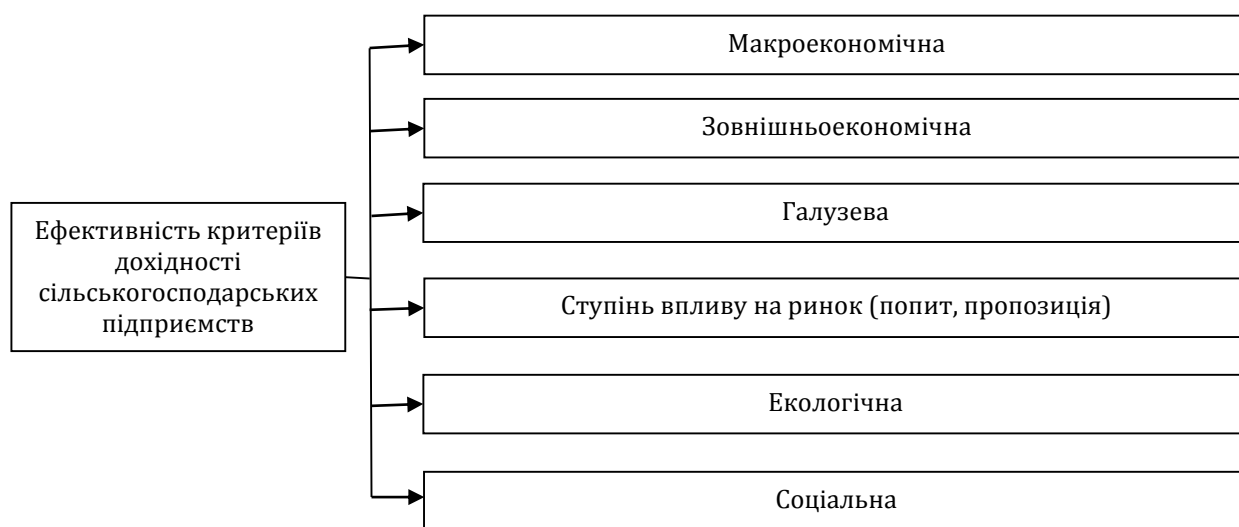 Макроекономічна
Зовнішньоекономічна
Галузева
Ефективність критеріїв
дохідності
сільськогосподарських
підприємств
Ступінь впливу на ринок (попит, пропозиція)
Екологічна
Соціальна